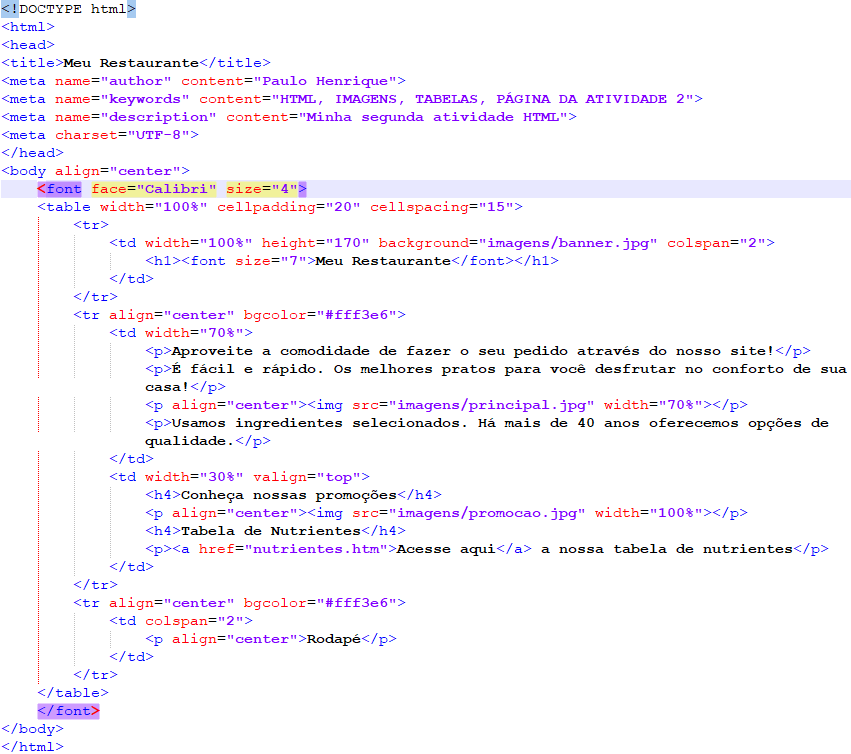 <!DOCTYPE html>
<html>
<head>
<title>Meu Restaurante</title>
<meta name="author" content="Paulo Henrique">
<meta name="keywords" content="HTML, IMAGENS, TABELAS, PÁGINA DA ATIVIDADE 2">
<meta name="description" content="Minha segunda atividade HTML">
<meta charset="UTF-8">
</head>
<body align="center">
<font face="Calibri" size="4">
<table width="100%" cellpadding="20" cellspacing="15">
<tr>
<td width="100%" height="170" background="imagens/banner.jpg" colspan="2">
<h1><font size="7">Meu Restaurante</font></h1>
</td>
</tr>
<tr align="center" bgcolor="#fff3e6">
<td width="70%">
<p>Aproveite a comodidade de fazer o seu pedido através do nosso site!</p>
<p>É fácil e rápido. Os melhores pratos para você desfrutar no conforto de sua
casa!</p>
<p align="center"><img src="imagens/principal.jpg" width="70%"></p>
<p>Usamos ingredientes selecionados. Há mais de 40 anos oferecemos opções de
qualidade.</p>
</td>
<td width="30%" valign="top">
<h4>Conheça nossas promoções</h4>
<p align="center"><img src="imagens/promocao.jpg" width="100%"></p>
<h4>Tabela de Nutrientes</h4>
<p><a href="nutrientes.htm">Acesse aqui</a> a nossa tabela de nutrientes</p>
</td>
</tr>
<tr align="center" bgcolor="#fff3e6">
<td colspan="2">
<p align="center">Rodapé</p>
</td>
</tr>
</table>
</font>
</body>
</html>